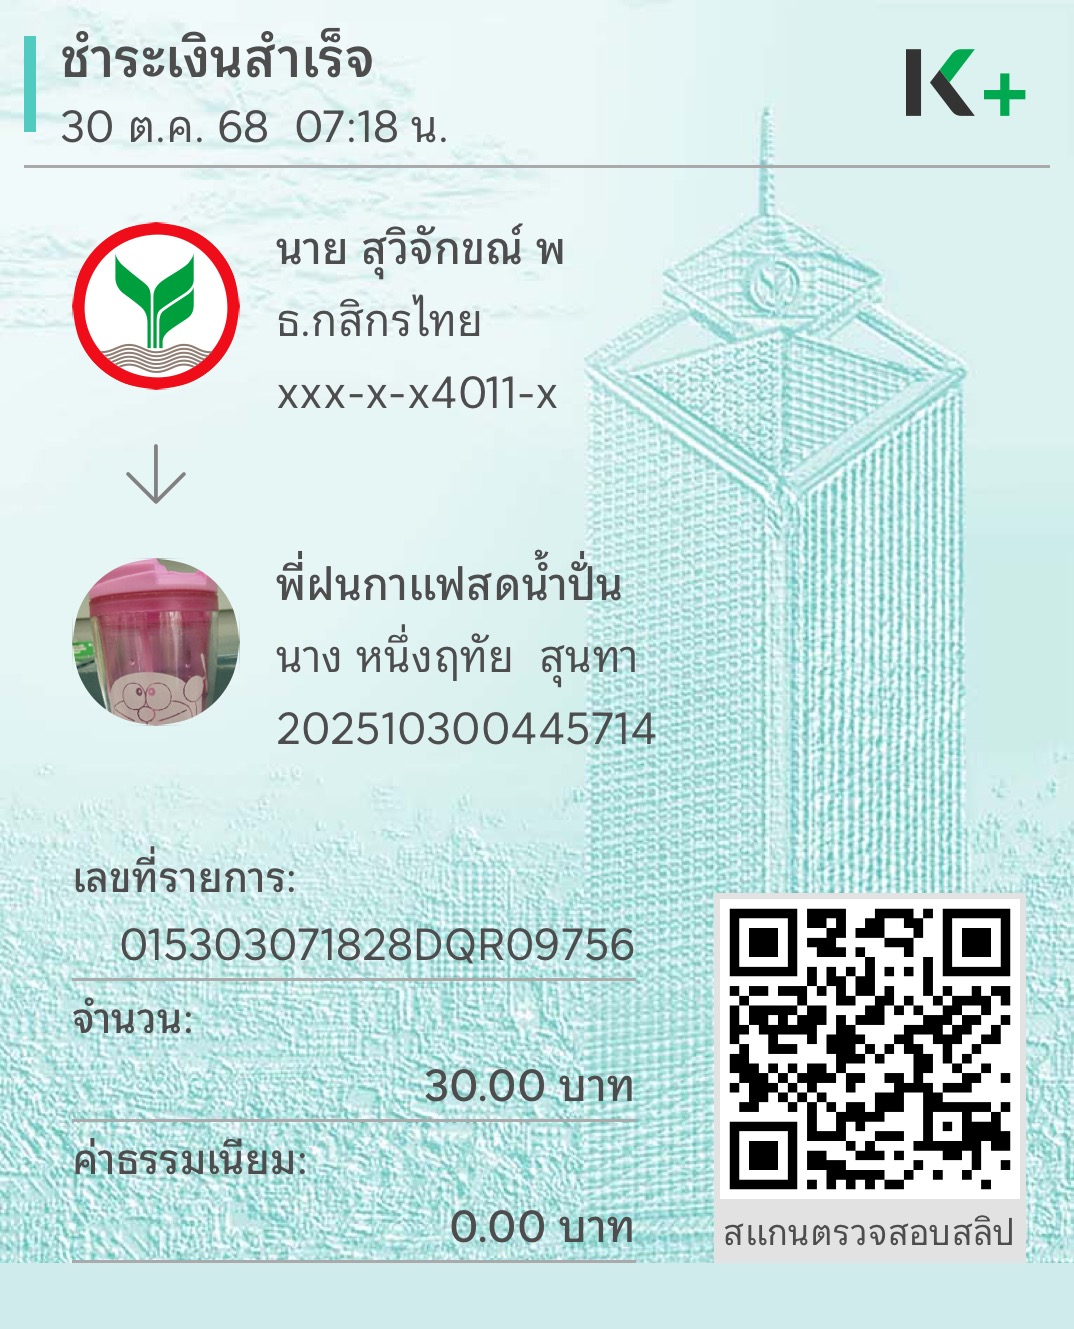 ชำระเงินสำเร็จ
30 ต.ค. 68 07:18 น.
K+
นาย สุวิจักขณ์ พ
ธ.กสิกรไทย
xxx-x-x4011-x
พี่ฝนกาแฟสดน้ำปั่น
นาง หนึ่งฤทัย สุนทา
202510300445714
เลขที่รายการ:
015303071828DQR09756
จำนวน:
30.00 บาท
ค่าธรรมเนียม:
0.00 บาท
สแกนตรวจสอบสลิป